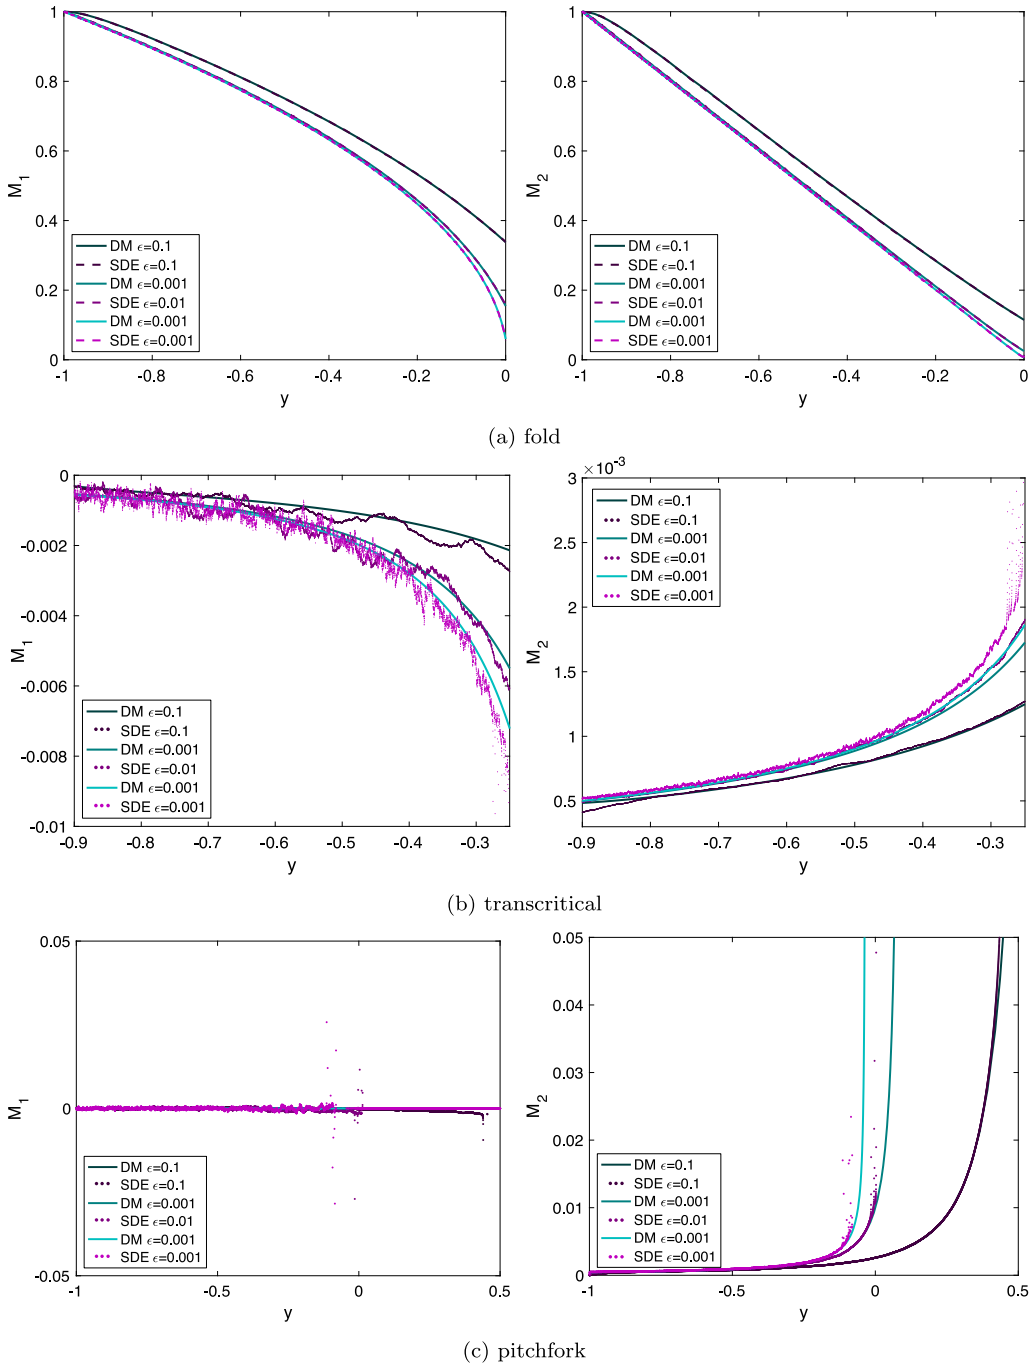 1
0.8
0.6
0.4
0.2
0
M1
-1 -0.8 -0.6 -0.4 -0.2 0
y
DM ϵ=0.1
SDE ϵ=0.1
DM ϵ=0.001
SDE ϵ=0.01
DM ϵ=0.001
SDE ϵ=0.001
1
0.8
0.6
0.4
0.2
0
M2
-1 -0.8 -0.6 -0.4 -0.2 0
y
DM ϵ=0.1
SDE ϵ=0.1
DM ϵ=0.001
SDE ϵ=0.01
DM ϵ=0.001
SDE ϵ=0.001
(a) fold
0
-0.002
-0.004
-0.006
-0.008
-0.01
M1
-0.9 -0.8 -0.7 -0.6 -0.5 -0.4 -0.3
y
DM ϵ=0.1
SDE ϵ=0.1
DM ϵ=0.001
SDE ϵ=0.01
DM ϵ=0.001
SDE ϵ=0.001
×10-3
3
2.5
2
1.5
1
0.5
M2
-0.9 -0.8 -0.7 -0.6 -0.5 -0.4 -0.3
y
DM ϵ=0.1
SDE ϵ=0.1
DM ϵ=0.001
SDE ϵ=0.01
DM ϵ=0.001
SDE ϵ=0.001
(b) transcritical
0.05
0
-0.05
M1
-1 -0.5 0 0.5
y
DM ϵ=0.1
SDE ϵ=0.1
DM ϵ=0.001
SDE ϵ=0.01
DM ϵ=0.001
SDE ϵ=0.001
0.05
0.04
0.03
0.02
0.01
0
M2
-1 -0.5 0 0.5
y
DM ϵ=0.1
SDE ϵ=0.1
DM ϵ=0.001
SDE ϵ=0.01
DM ϵ=0.001
SDE ϵ=0.001
(c) pitchfork